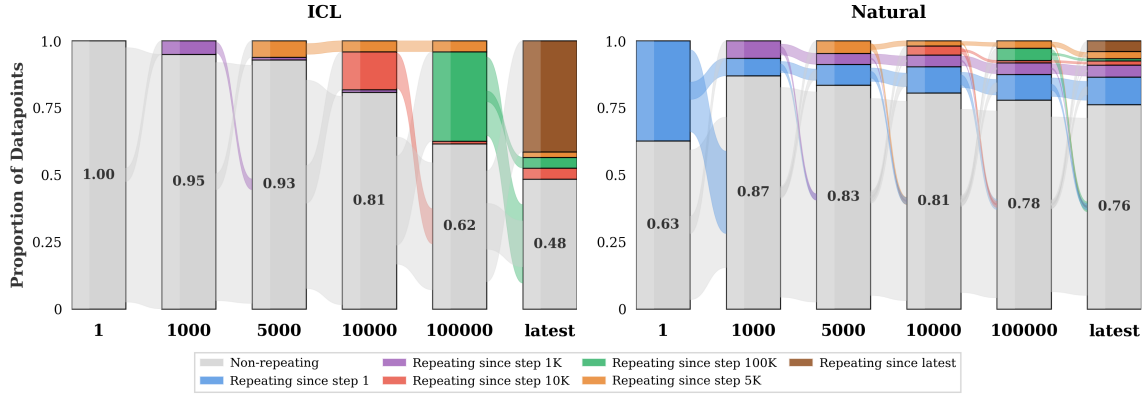 ICL
Natural
Proportion of Datapoints
1.0
0.75
0.5
0.25
0
1.00
0.95
0.93
0.81
0.62
0.48
1
1000
5000
10000
100000
latest
1.0
0.75
0.5
0.25
0
0.63
0.87
0.83
0.81
0.78
0.76
1
1000
5000
10000
100000
latest
Non-repeating
Repeating since step 1K
Repeating since step 100K
Repeating since latest
Repeating since step 1
Repeating since step 10K
Repeating since step 5K